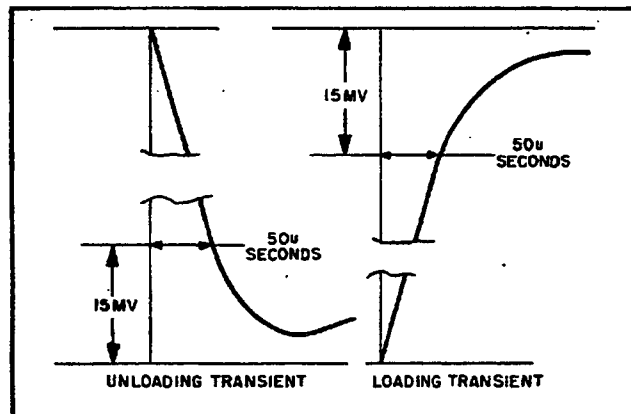 15MV
50u
SECONDS
50u
SECONDS
15MV
UNLOADING TRANSIENT
LOADING TRANSIENT